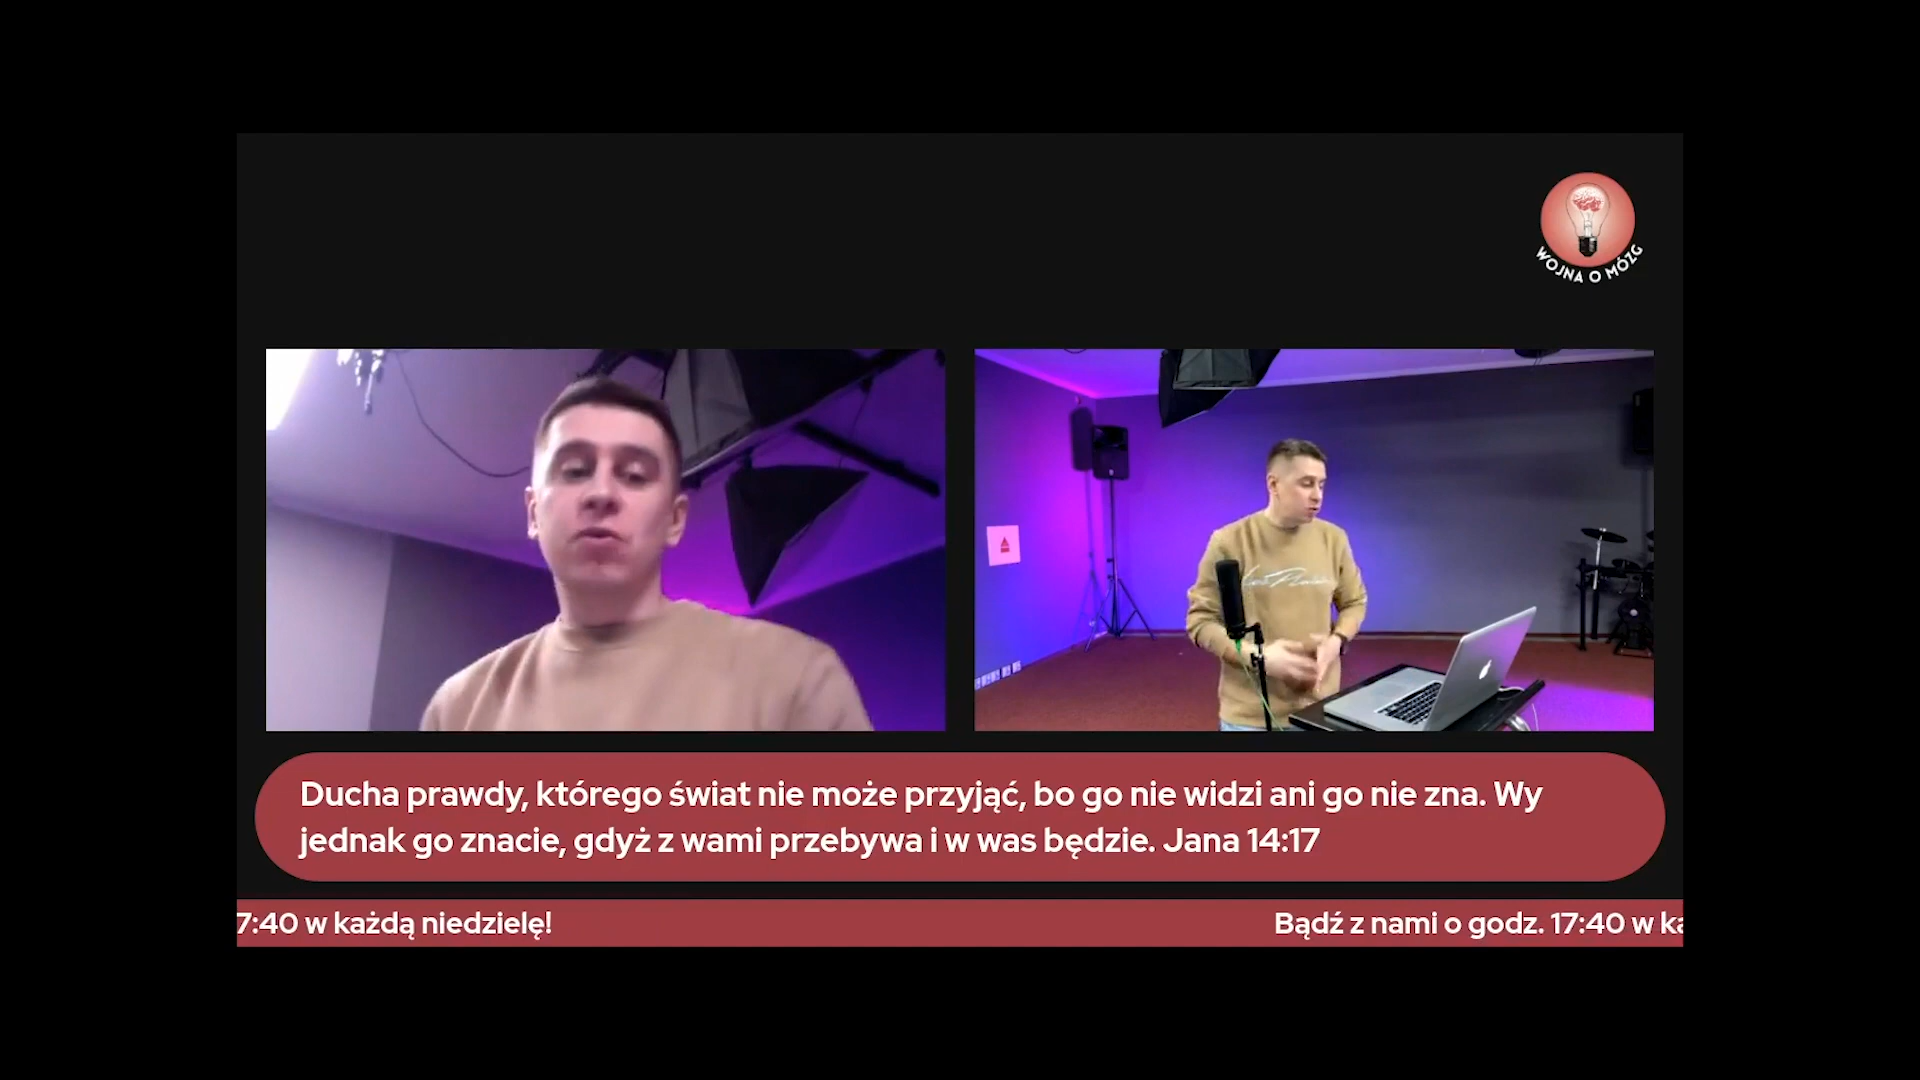 WOJNA O MÓZG
Ducha prawdy, którego świat nie może przyjąć, bo go nie widzi ani go nie zna. Wy
jednak go znacie, gdyż z wami przebywa i w was będzie. Jana 14:17
7:40 w każdą niedzielę! Bądź z nami o godz. 17:40 w ka